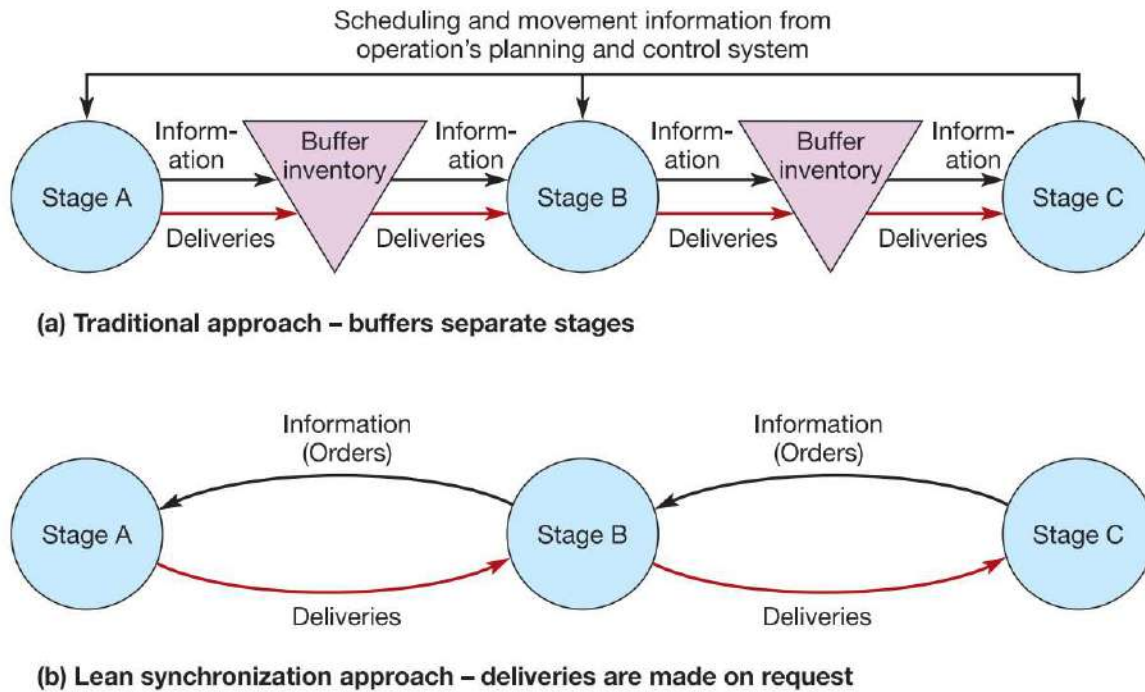 Scheduling and movement information from
operation's planning and control system
Inform-
ation
Buffer
inventory
Inform-
ation
Inform-
ation
Buffer
inventory
Inform-
ation
Stage A
Stage B
Stage C
Deliveries
Deliveries
Deliveries
Deliveries
(a) Traditional approach – buffers separate stages
Information
(Orders)
Information
(Orders)
Stage A
Stage B
Stage C
Deliveries
Deliveries
(b) Lean synchronization approach – deliveries are made on request